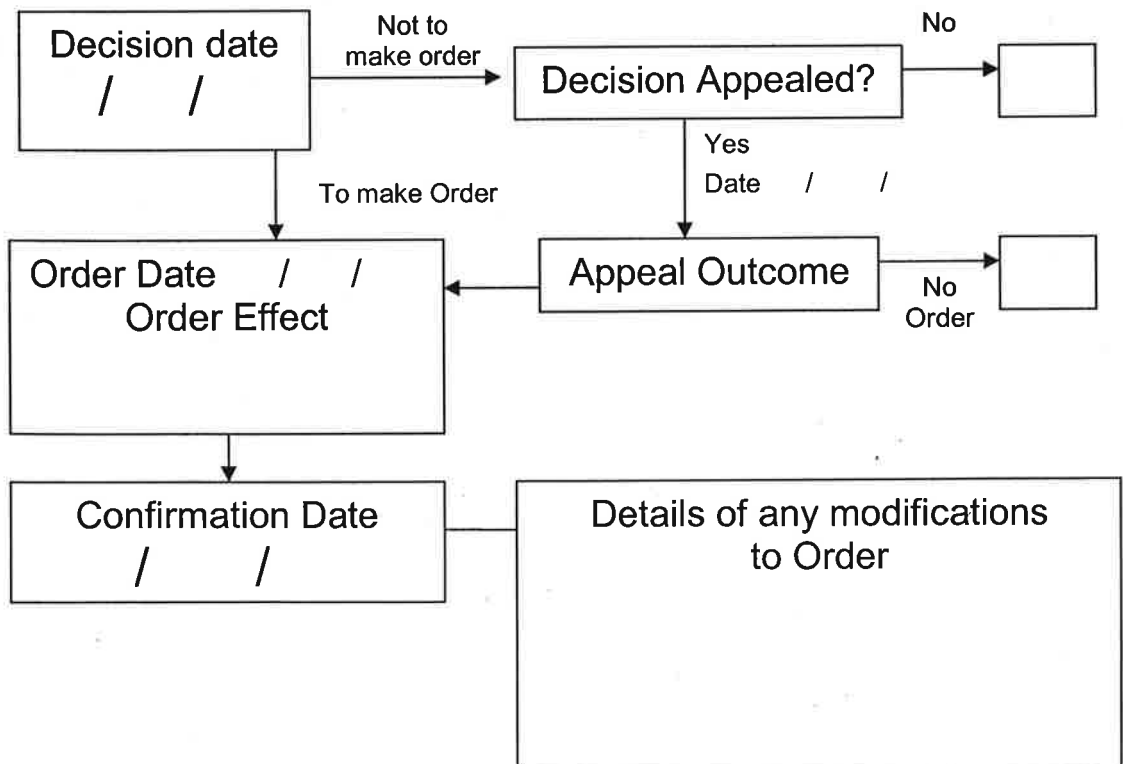 Decision date
/ /
Not to
make order
Decision Appealed?
No
Yes
Date / /
To make Order
Order Date / /
Order Effect
Appeal Outcome
No
Order
Confirmation Date
/ /
Details of any modifications
to Order